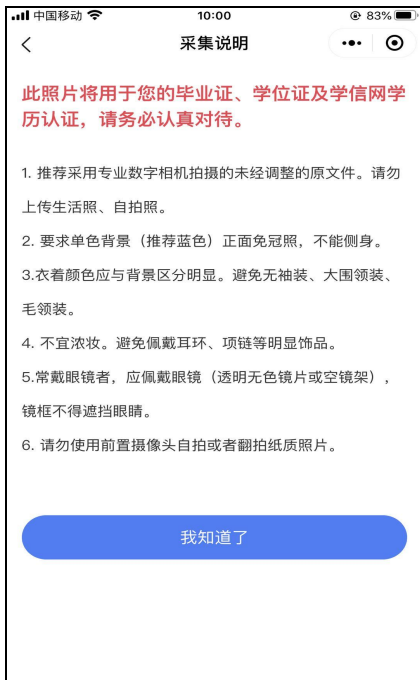 中国移动 10:00 83%
采集说明
此照片将用于您的毕业证、学位证及学信网学
历认证，请务必认真对待。
1. 推荐采用专业数字相机拍摄的未经调整的原文件。请勿
上传生活照、自拍照。
2. 要求单色背景（推荐蓝色）正面免冠照，不能侧身。
3.衣着颜色应与背景区分明显。避免无袖装、大围领装、
毛领装。
4. 不宜浓妆。避免佩戴耳环、项链等明显饰品。
5.常戴眼镜者，应佩戴眼镜（透明无色镜片或空镜架），
镜框不得遮挡眼睛。
6. 请勿使用前置摄像头自拍或者翻拍纸质照片。
我知道了